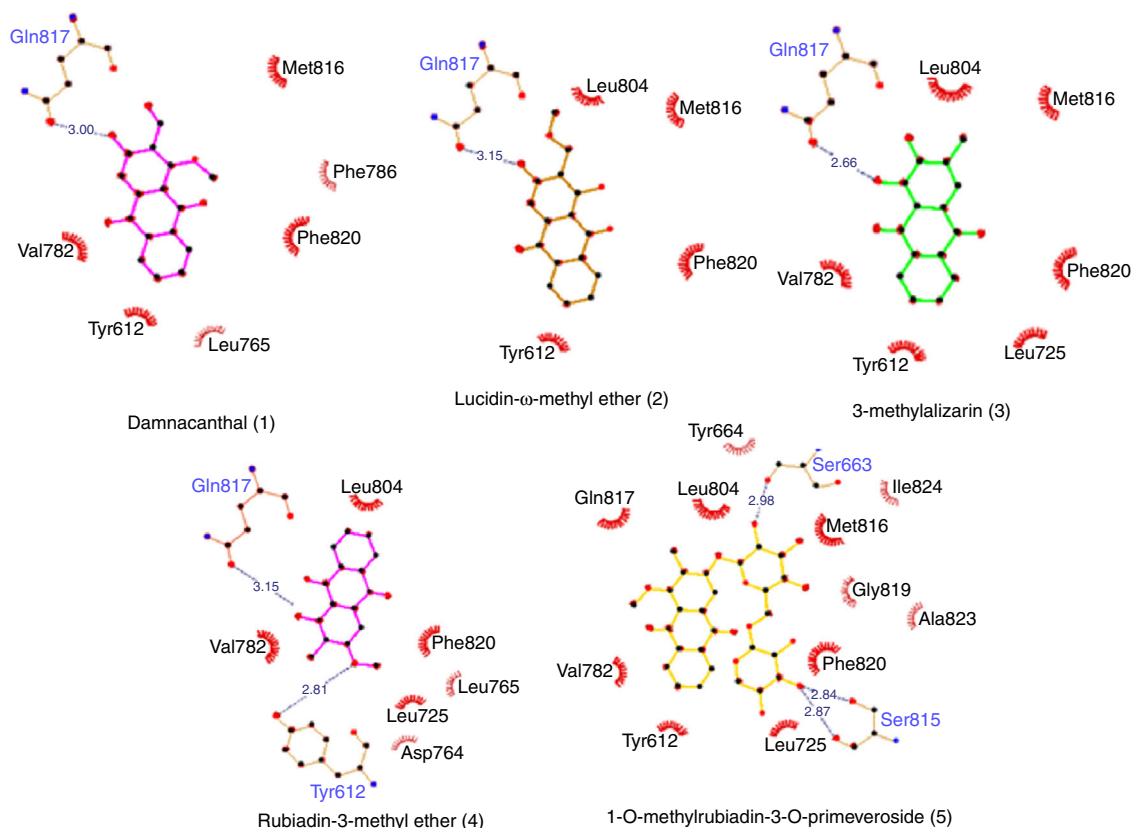 Gln817
Met816
3.00
Phe786
Val782
Phe820
Tyr612
Leu765
Damnacanthal (1)
Gln817
Leu804
Met816
3.15
Phe820
Tyr612
Lucidin-ω-methyl ether (2)
Gln817
Leu804
Met816
2.66
Val782
Phe820
Tyr612
Leu725
3-methylalizarin (3)
Gln817
Leu804
3.15
Val782
Phe820
2.81
Leu765
Leu725
Asp764
Tyr612
Rubiadin-3-methyl ether (4)
Tyr664
Ser663
Gln817
Leu804
2.98
Ile824
Met816
Gly819
Ala823
Val782
Phe820
2.84
2.87
Ser815
Tyr612
Leu725
1-O-methylrubiadin-3-O-primeveroside (5)